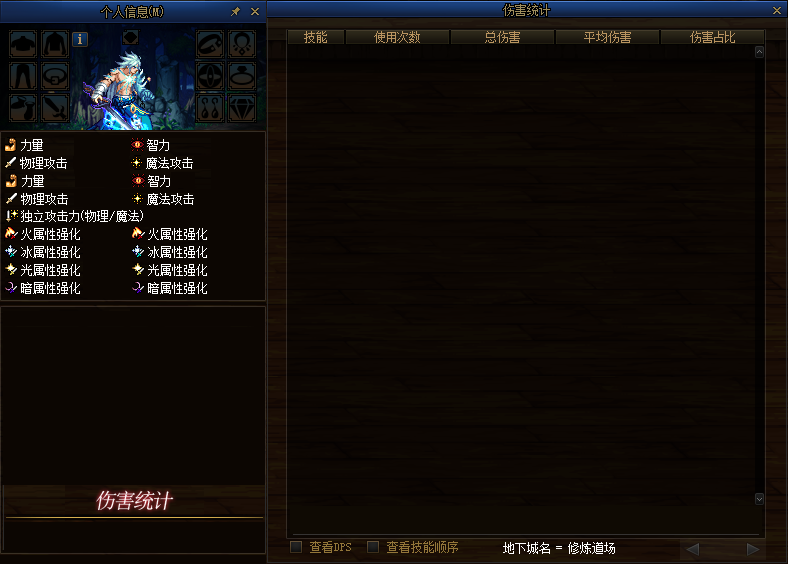 个人信息(M)
伤害统计
技能 使用次数 总伤害 平均伤害 伤害占比
i
力量 智力
物理攻击 魔法攻击
力量 智力
物理攻击 魔法攻击
独立攻击力(物理/魔法)
火属性强化 火属性强化
冰属性强化 冰属性强化
光属性强化 光属性强化
暗属性强化 暗属性强化
伤害统计
查看DPS 查看技能顺序 地下城名 = 修炼道场